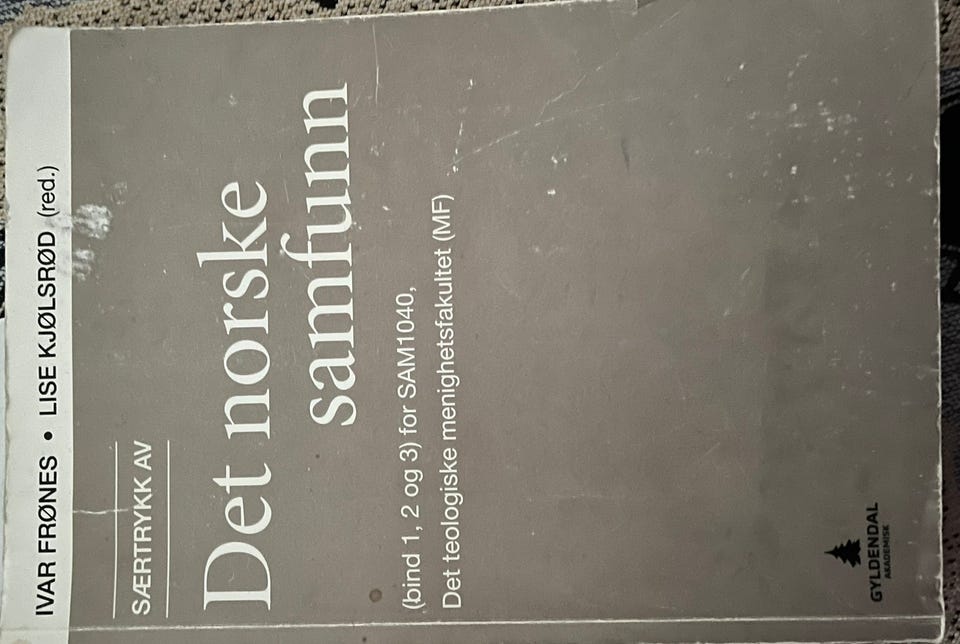 IVAR FRØNES • LISE KJØLSRØD (red.)
SÆRTRYKK AV
Det norske
samfunn
(bind 1, 2 og 3) for SAM1040,
Det teologiske menighetsfakultet (MF)
GYLDENDAL
AKADEMISK